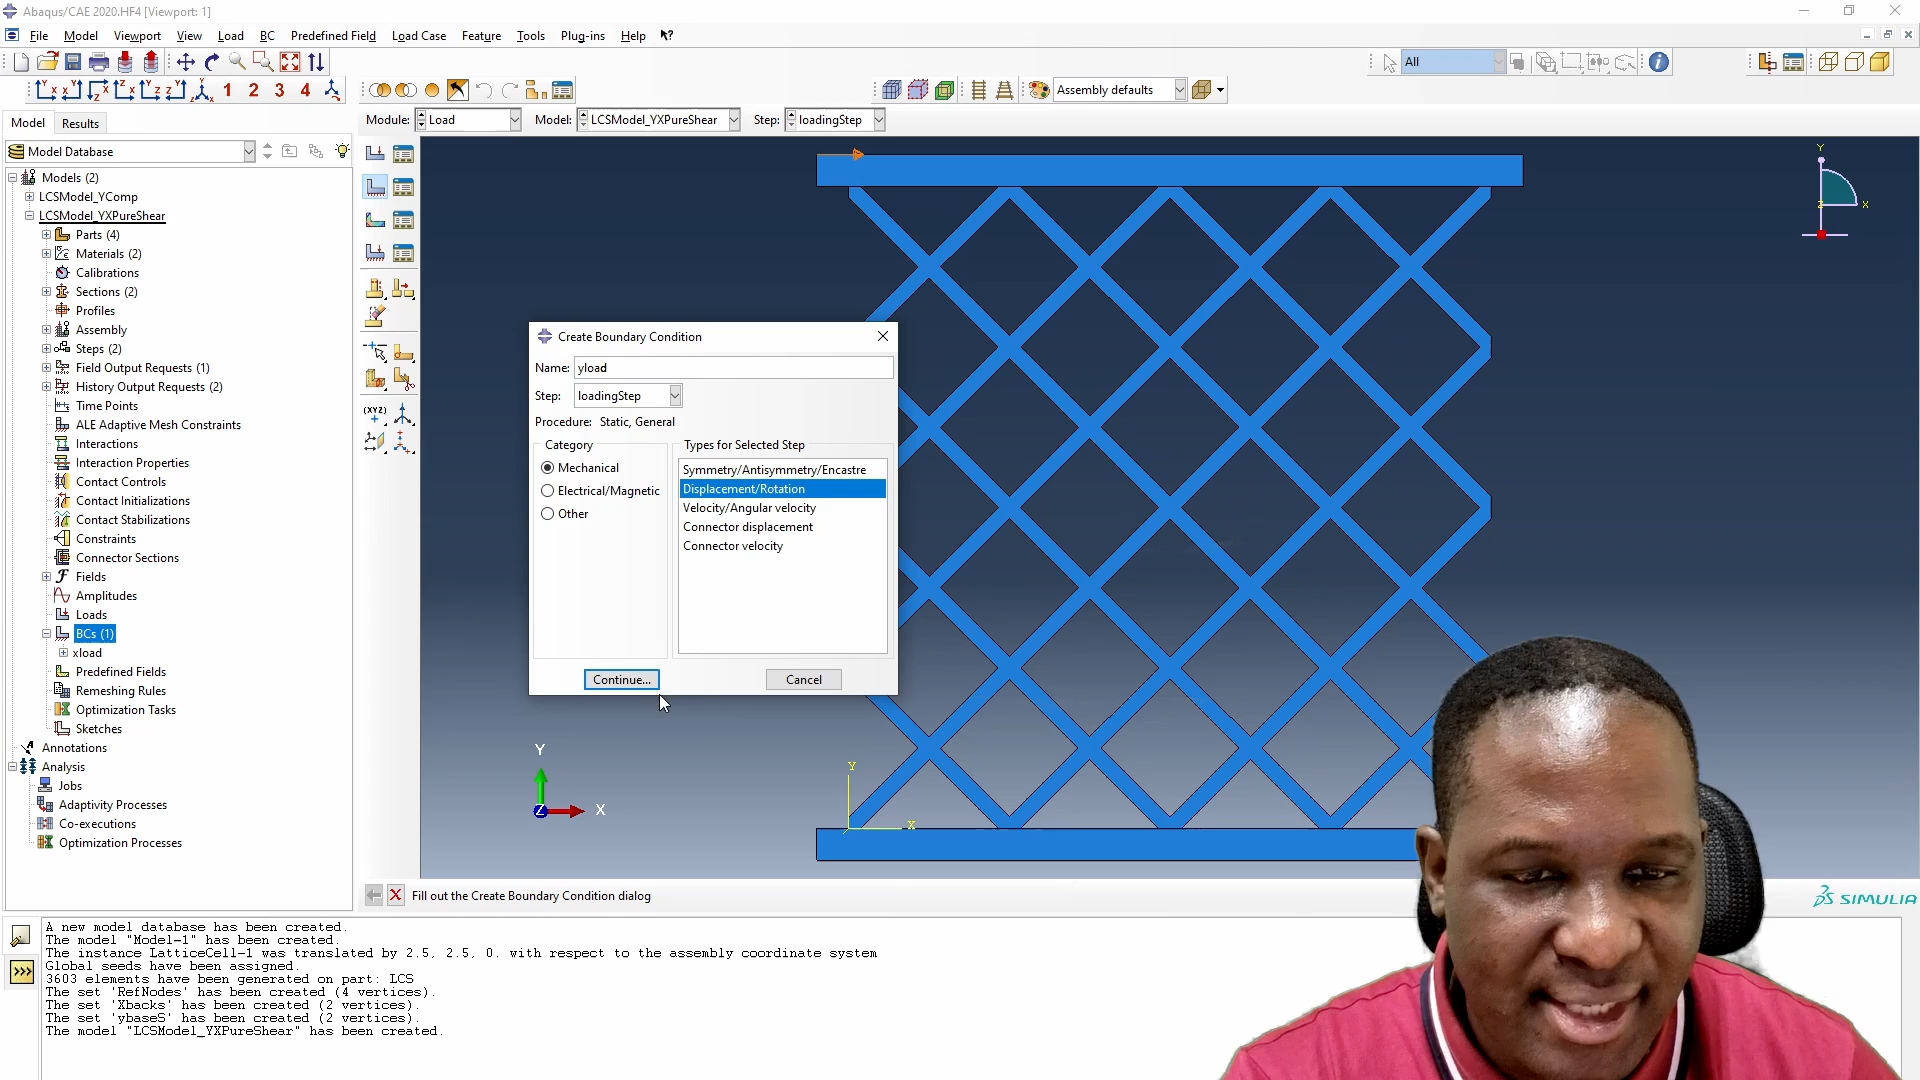 Abaqus/CAE 2020.HF4 [Viewport: 1]
File Model Viewport View Load BC Predefined Field Load Case Feature Tools Plug-ins Help
All
1 2 3 4
Assembly defaults
Model Results
Module: Load Model: LCSModel_YXPureShear Step: loadingStep
Model Database
Models (2)
LCSModel_YComp
LCSModel_YXPureShear
Parts (4)
Materials (2)
Calibrations
Sections (2)
Profiles
Assembly
Steps (2)
Field Output Requests (1)
History Output Requests (2)
Time Points
ALE Adaptive Mesh Constraints
Interactions
Interaction Properties
Contact Controls
Contact Initializations
Contact Stabilizations
Constraints
Connector Sections
Fields
Amplitudes
Loads
BCs (1)
xload
Predefined Fields
Remeshing Rules
Optimization Tasks
Sketches
Annotations
Analysis
Jobs
Adaptivity Processes
Co-executions
Optimization Processes
(XYZ)
Create Boundary Condition
Name: yload
Step: loadingStep
Procedure: Static, General
Category
Mechanical
Electrical/Magnetic
Other
Types for Selected Step
Symmetry/Antisymmetry/Encastre
Displacement/Rotation
Velocity/Angular velocity
Connector displacement
Connector velocity
Continue... Cancel
Y
X
Z
Y
X
Y
X
Z
Fill out the Create Boundary Condition dialog
SIMULIA
A new model database has been created.
The model "Model-1" has been created.
The instance LatticeCell-1 was translated by 2.5, 2.5, 0. with respect to the assembly coordinate system
Global seeds have been assigned.
3603 elements have been generated on part: LCS
The set 'RefNodes' has been created (4 vertices).
The set 'Xbacks' has been created (2 vertices).
The set 'ybaseS' has been created (2 vertices).
The model "LCSModel_YXPureShear" has been created.